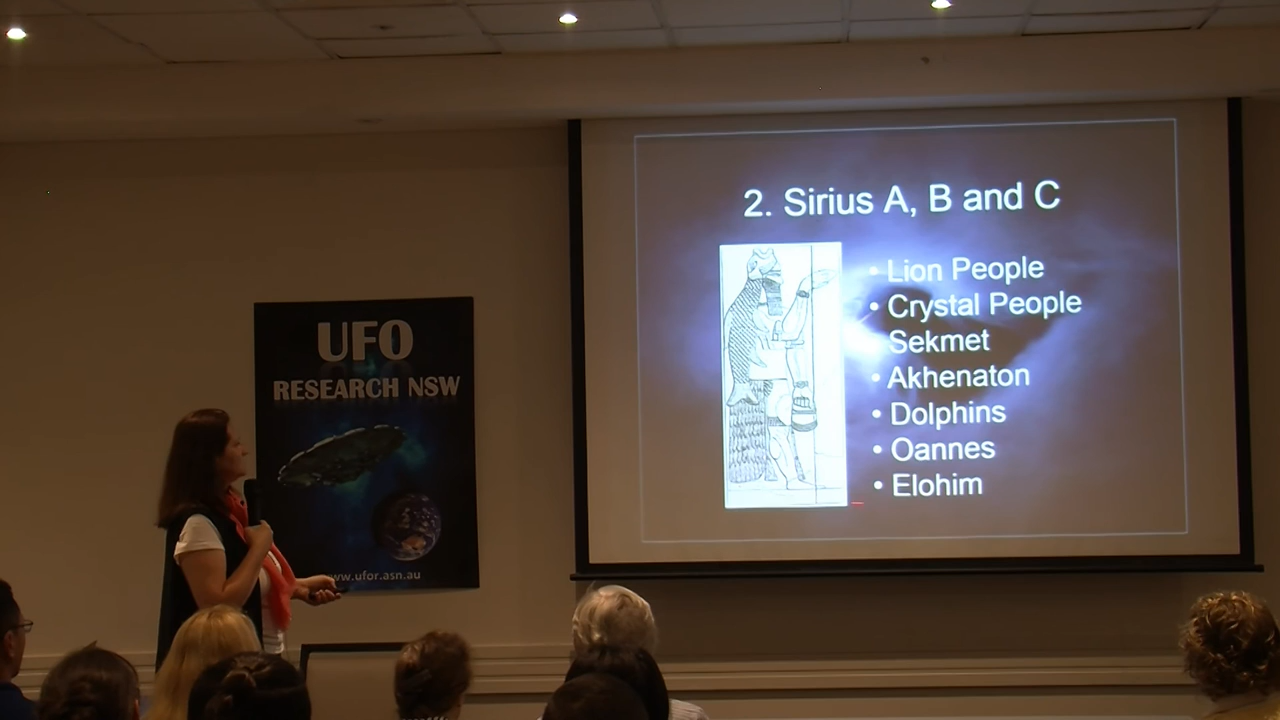 UFO
RESEARCH NSW
www.ufor.asn.au
2. Sirius A, B and C
• Lion People
• Crystal People
Sekmet
• Akhenaton
• Dolphins
• Oannes
• Elohim